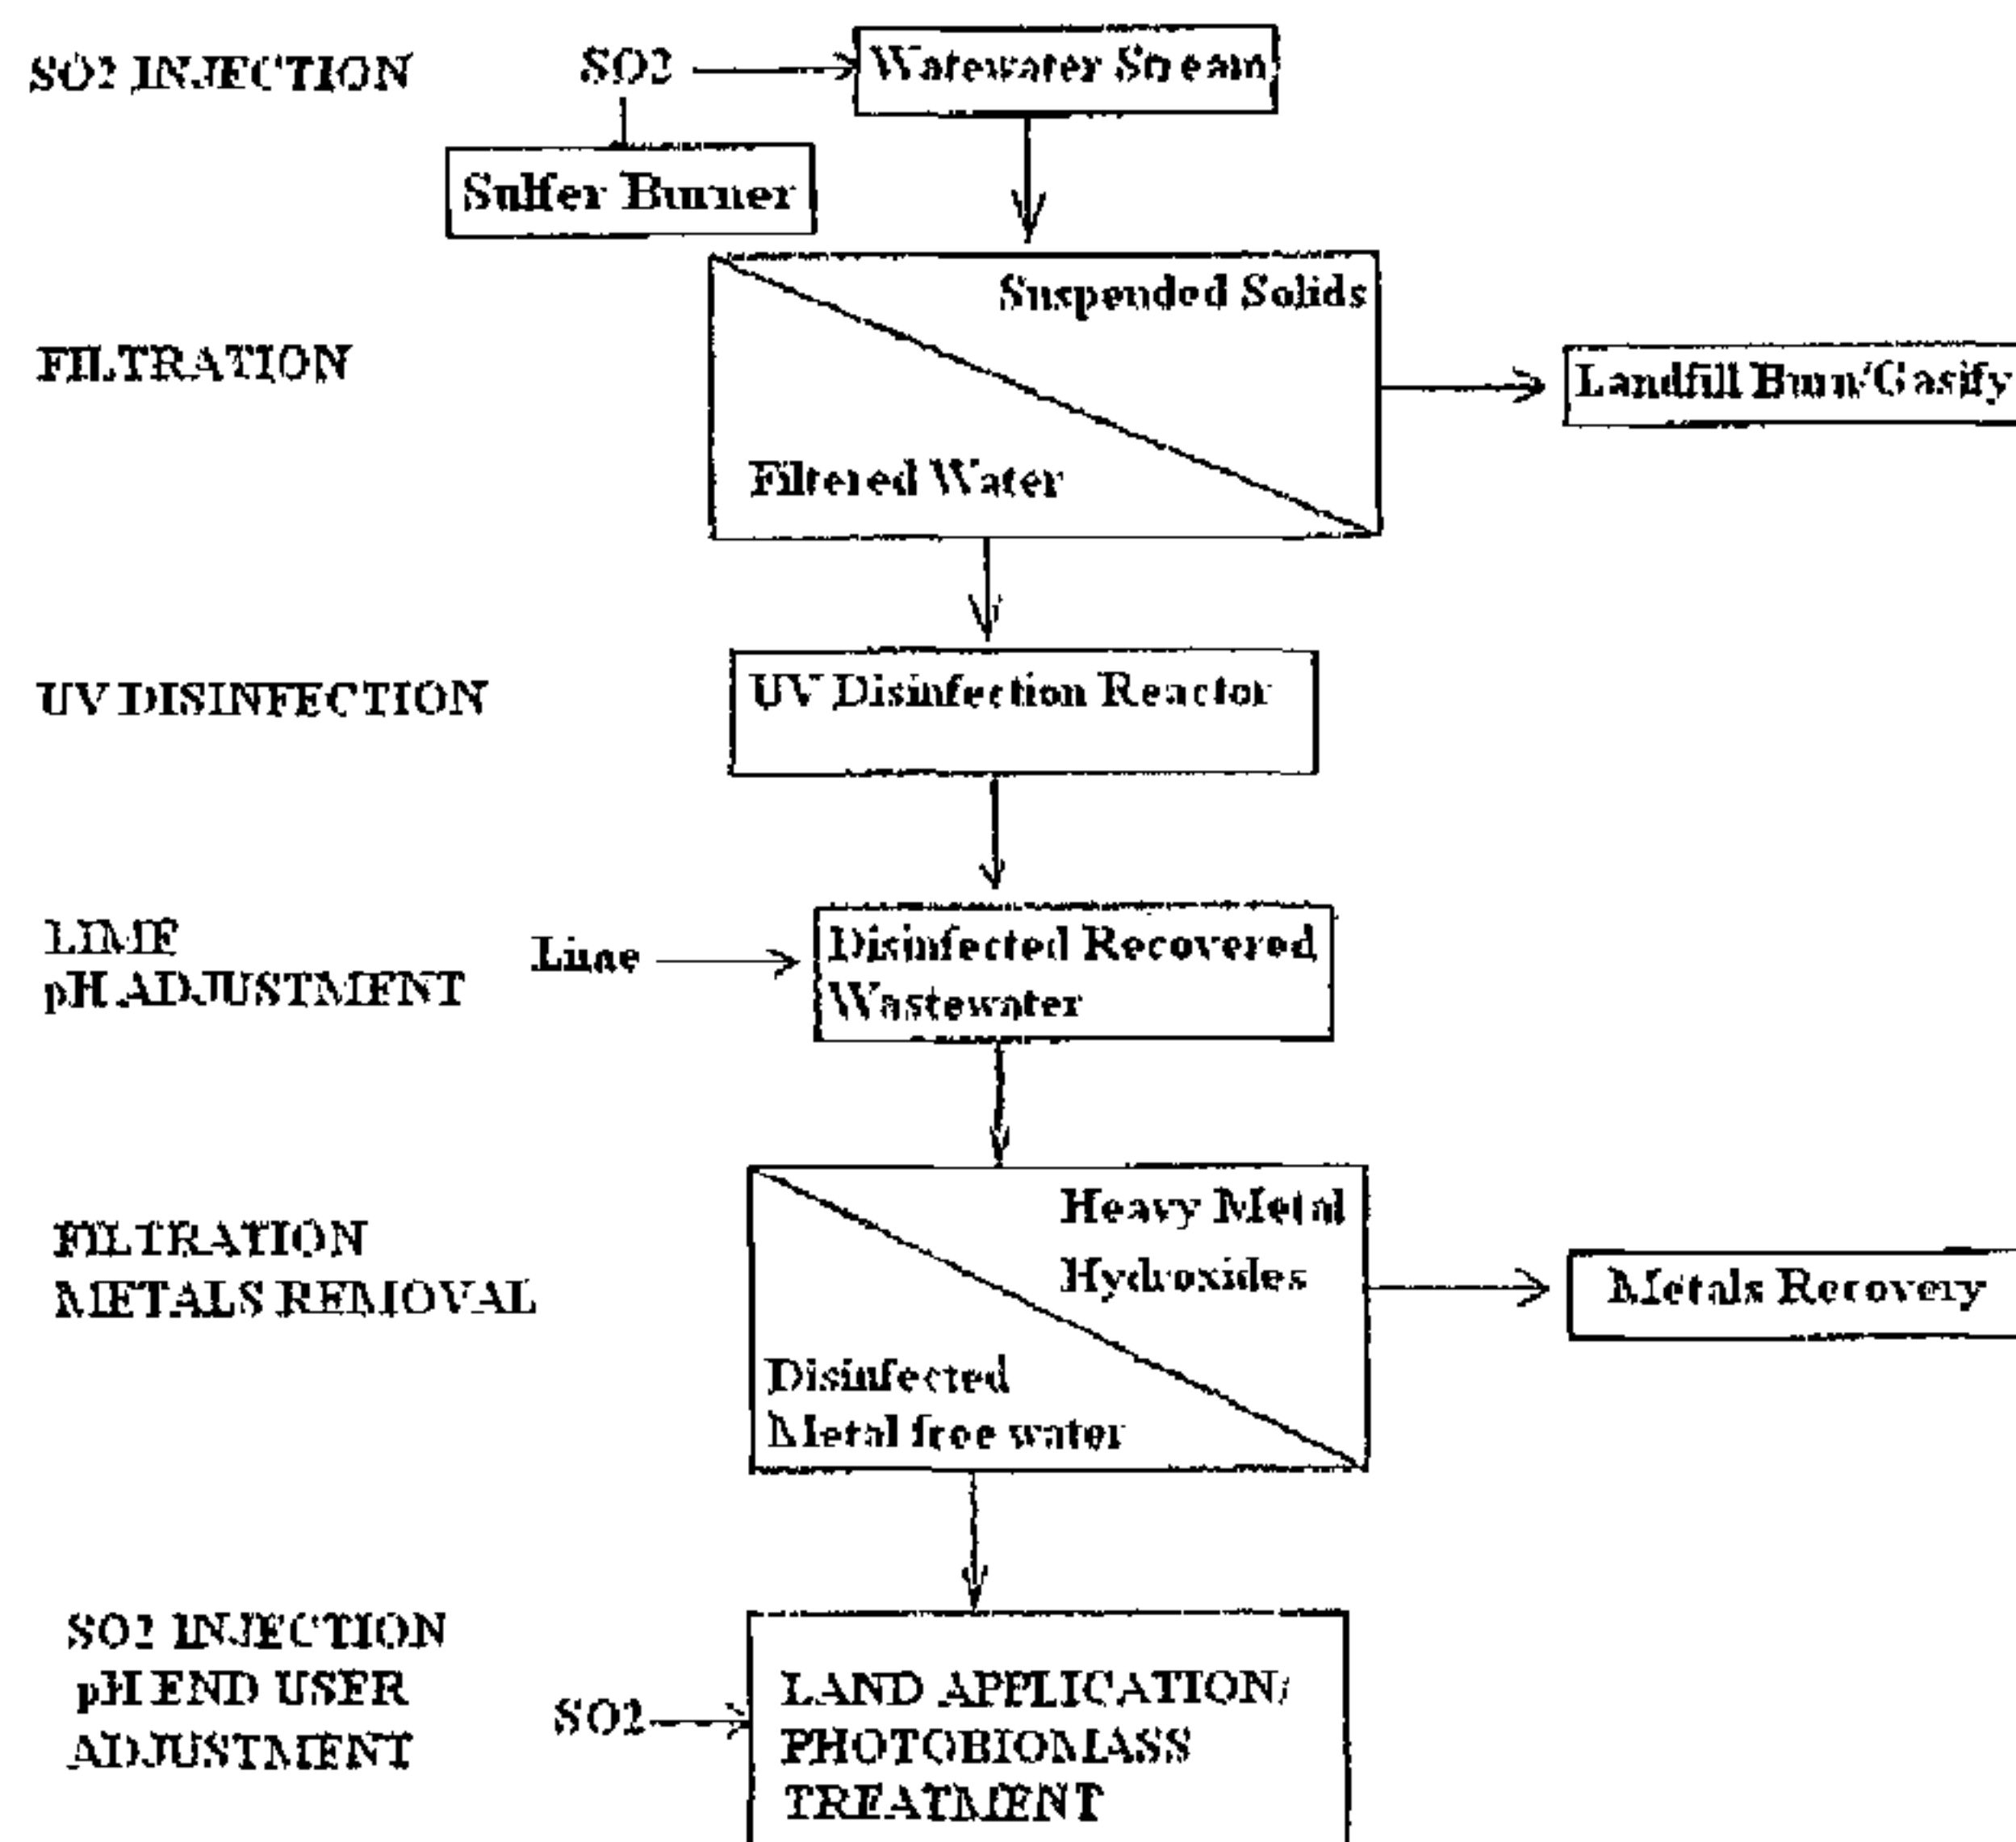 SO2 INJECTION
SO2
Watewater Stream
Sulfer Burner
Suspended Solids
FILTRATION
Landfill Burn/Gasify
Filtered Water
UV DISINFECTION
UV Disinfection Reactor
LIME
pH ADJUSTMENT
Lime
Disinfected Recovered
Wastewater
Heavy Metal
Hydroxides
FILTRATION
METALS REMOVAL
Metals Recovery
Disinfected
Metal free water
SO2 INJECTION
pH END USER
ADJUSTMENT
SO2
LAND APPLICATION/
PHOTOBIOMASS
TREATMENT